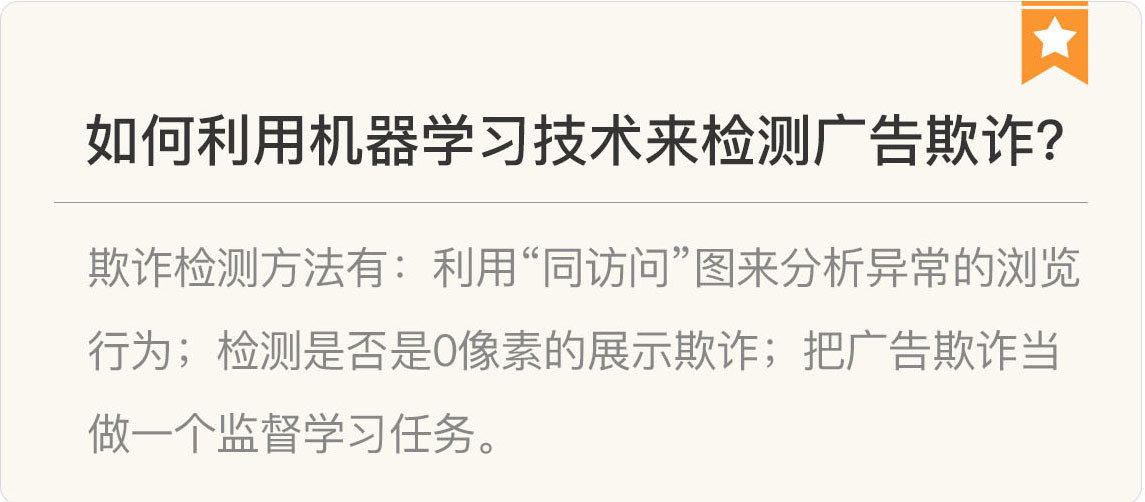 如何利用机器学习技术来检测广告欺诈?
欺诈检测方法有：利用“同访问”图来分析异常的浏览
行为；检测是否是0像素的展示欺诈；把广告欺诈当
做一个监督学习任务。